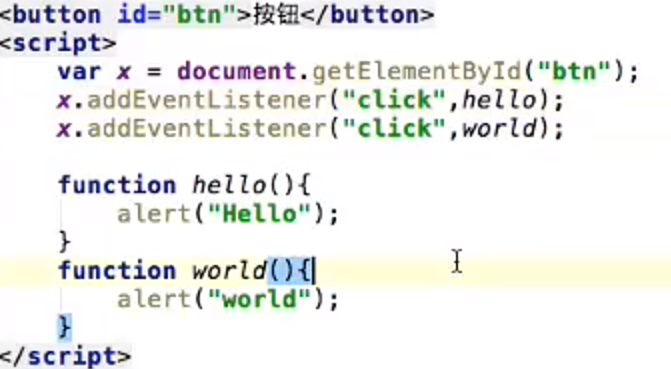 <button id="btn">按钮</button>
<script>
    var x = document.getElementById("btn");
    x.addEventListener("click",hello);
    x.addEventListener("click",world);

    function hello(){
        alert("Hello");
    }
    function world(){
        alert("world");
    }
</script>